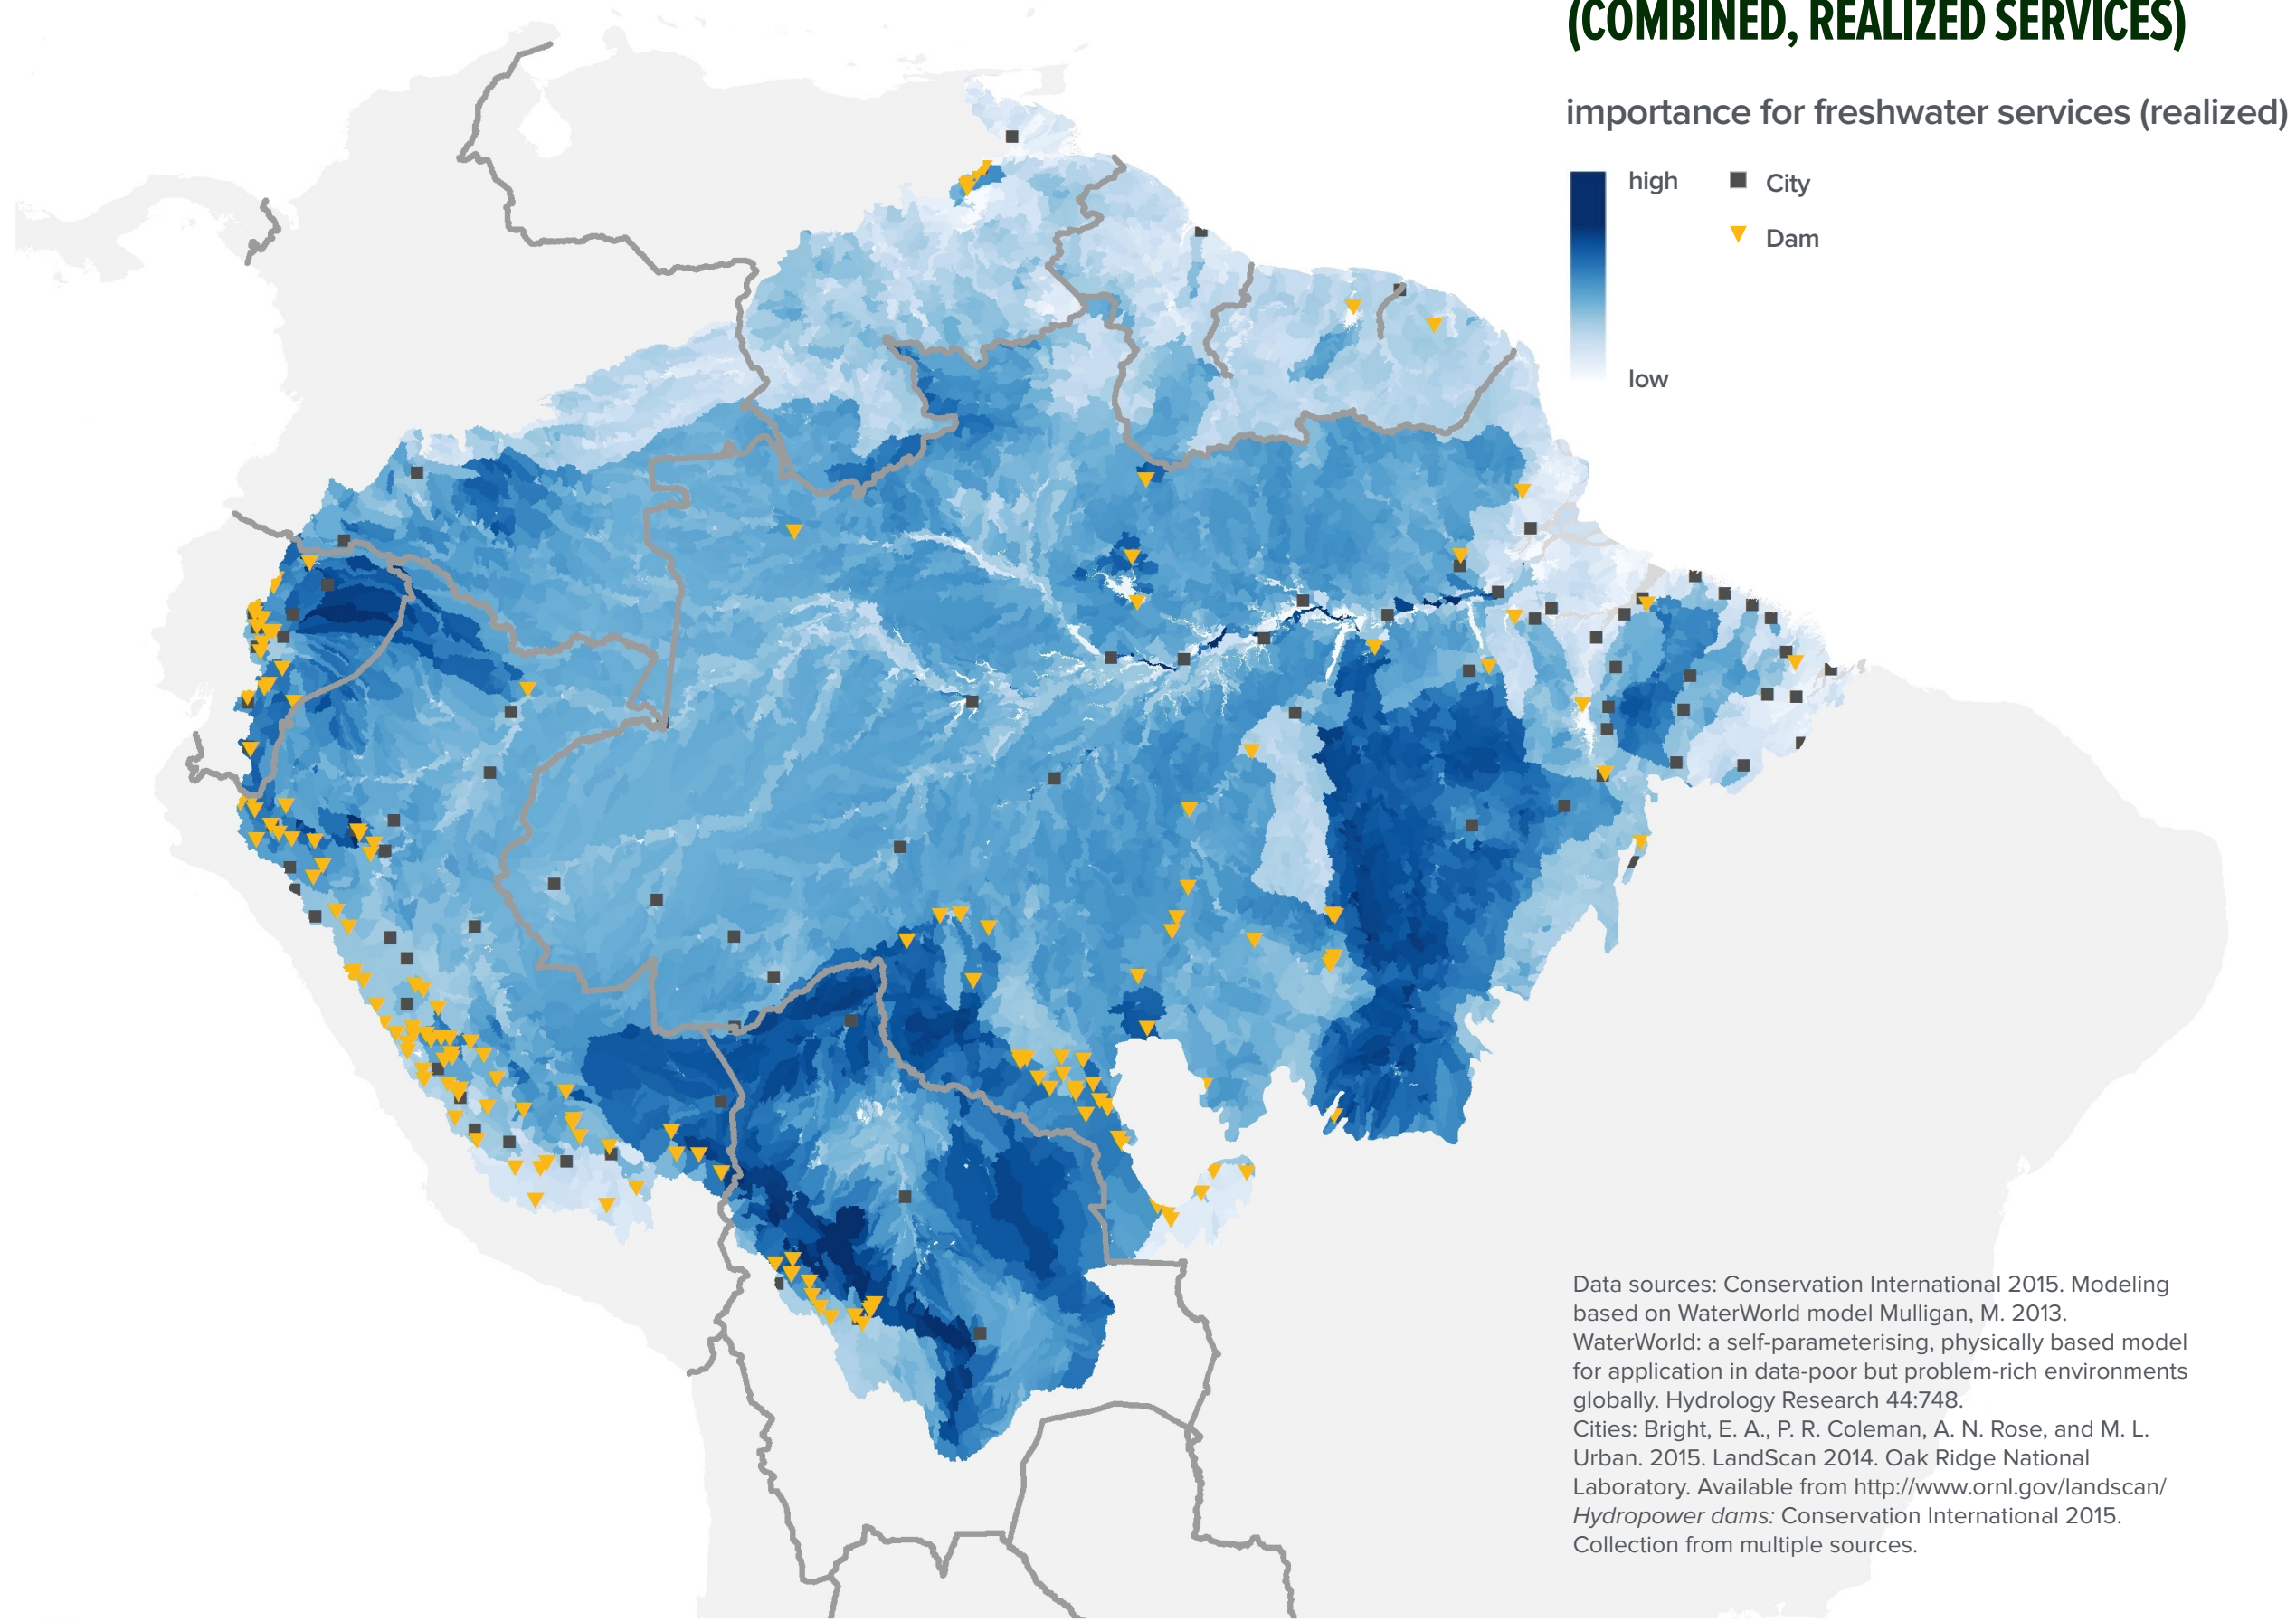 (COMBINED, REALIZED SERVICES)
importance for freshwater services (realized)
high
City
Dam
low
Data sources: Conservation International 2015. Modeling
based on WaterWorld model Mulligan, M. 2013.
WaterWorld: a self-parameterising, physically based model
for application in data-poor but problem-rich environments
globally. Hydrology Research 44:748.
Cities: Bright, E. A., P. R. Coleman, A. N. Rose, and M. L.
Urban. 2015. LandScan 2014. Oak Ridge National
Laboratory. Available from http://www.ornl.gov/landscan/
Hydropower dams: Conservation International 2015.
Collection from multiple sources.